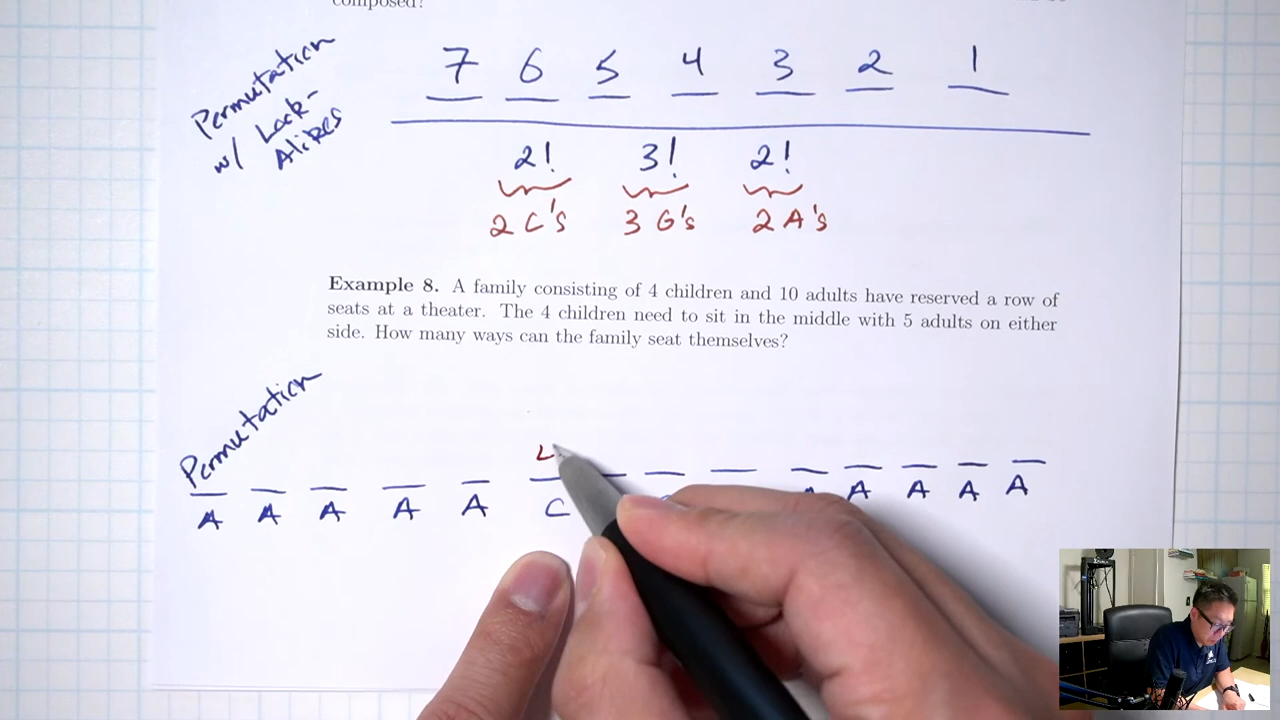 composed?
Permutation
w/ Look-
Alikes
7 6 5 4 3 2 1
2! 3! 2!
2 C's 3 G's 2 A's
Example 8. A family consisting of 4 children and 10 adults have reserved a row of
seats at a theater. The 4 children need to sit in the middle with 5 adults on either
side. How many ways can the family seat themselves?
Permutation
A A A A A C A A A A